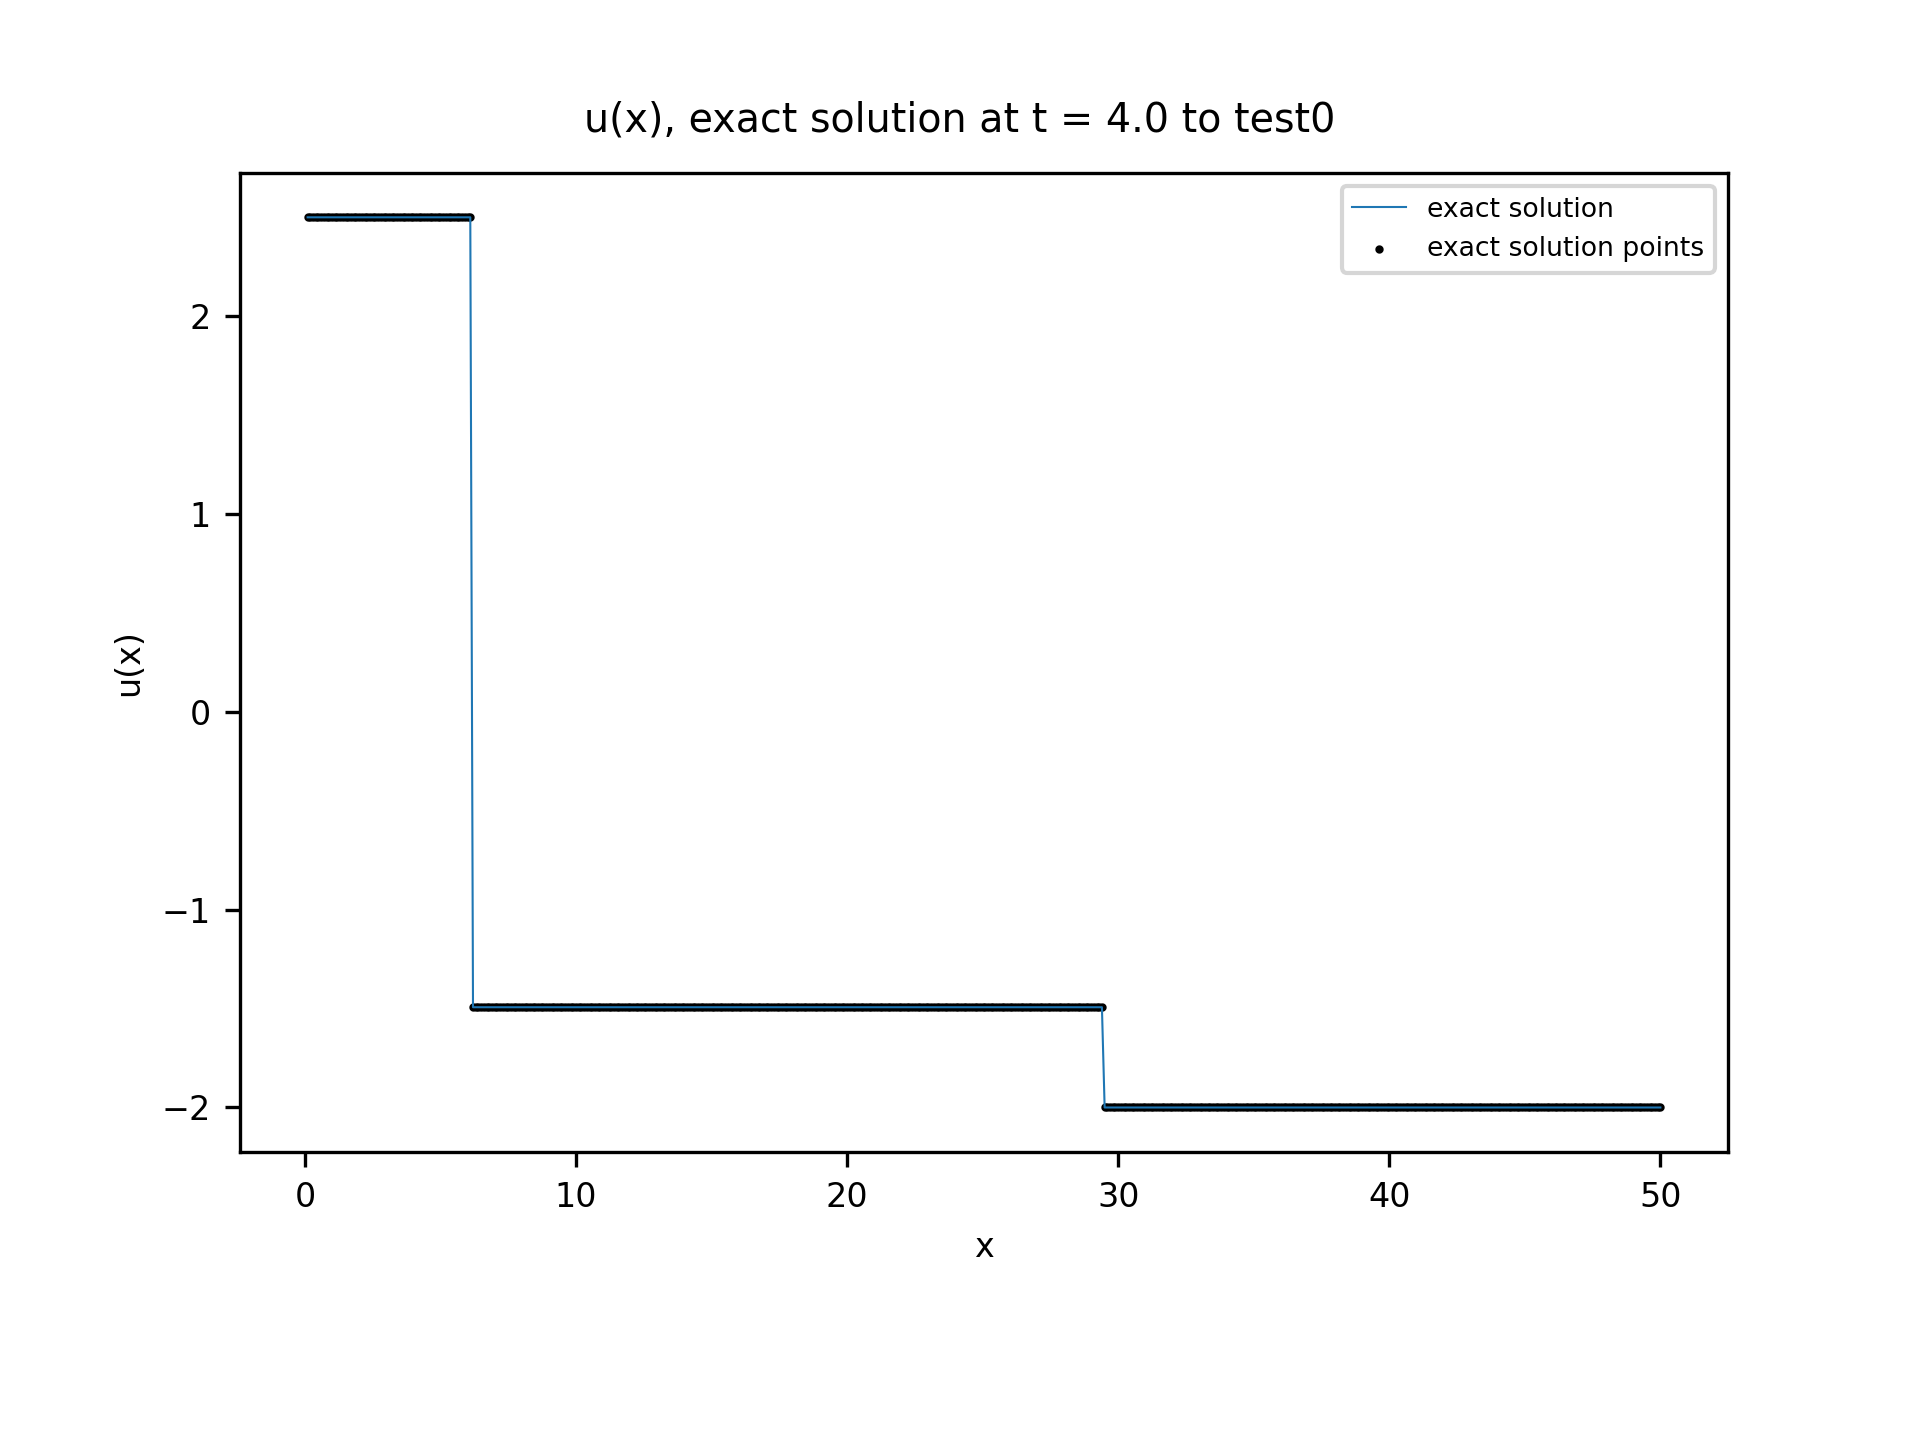 u(x), exact solution at t = 4.0 to test0
exact solution
exact solution points
2
1
0
−1
−2
u(x)
0 10 20 30 40 50
x